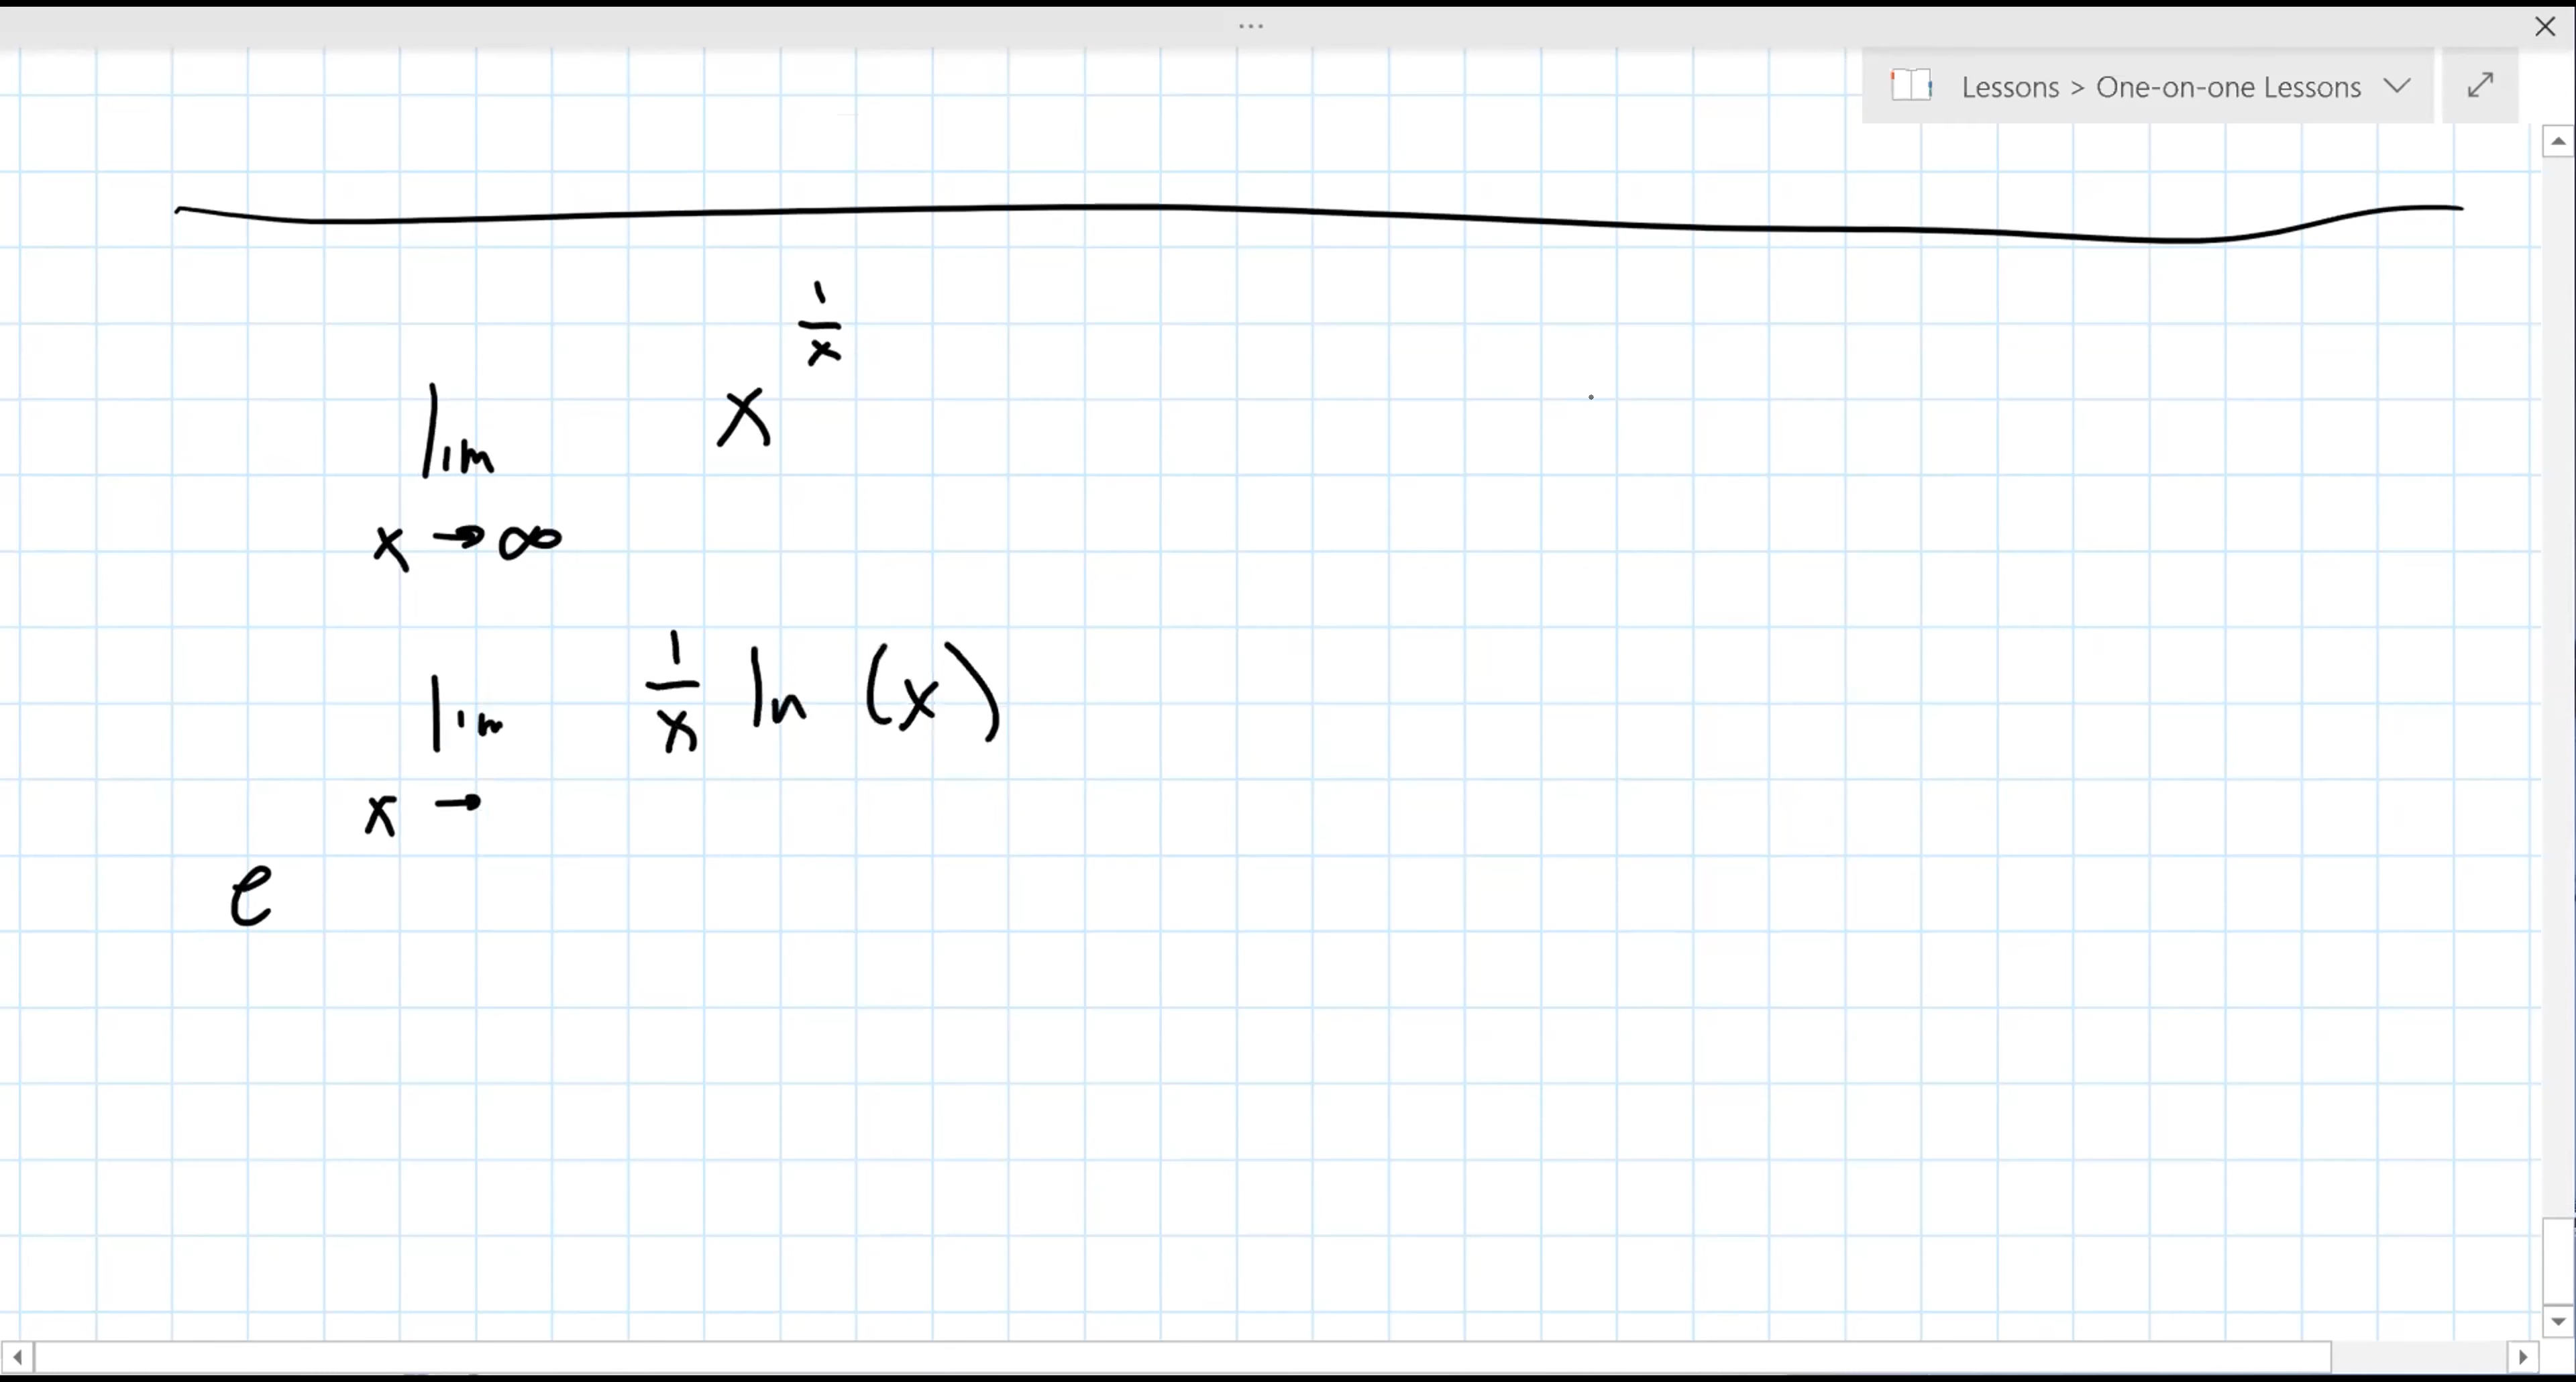 Lessons > One-on-one Lessons
lim x^(1/x)
x → ∞
lim 1/x ln (x)
x →
e